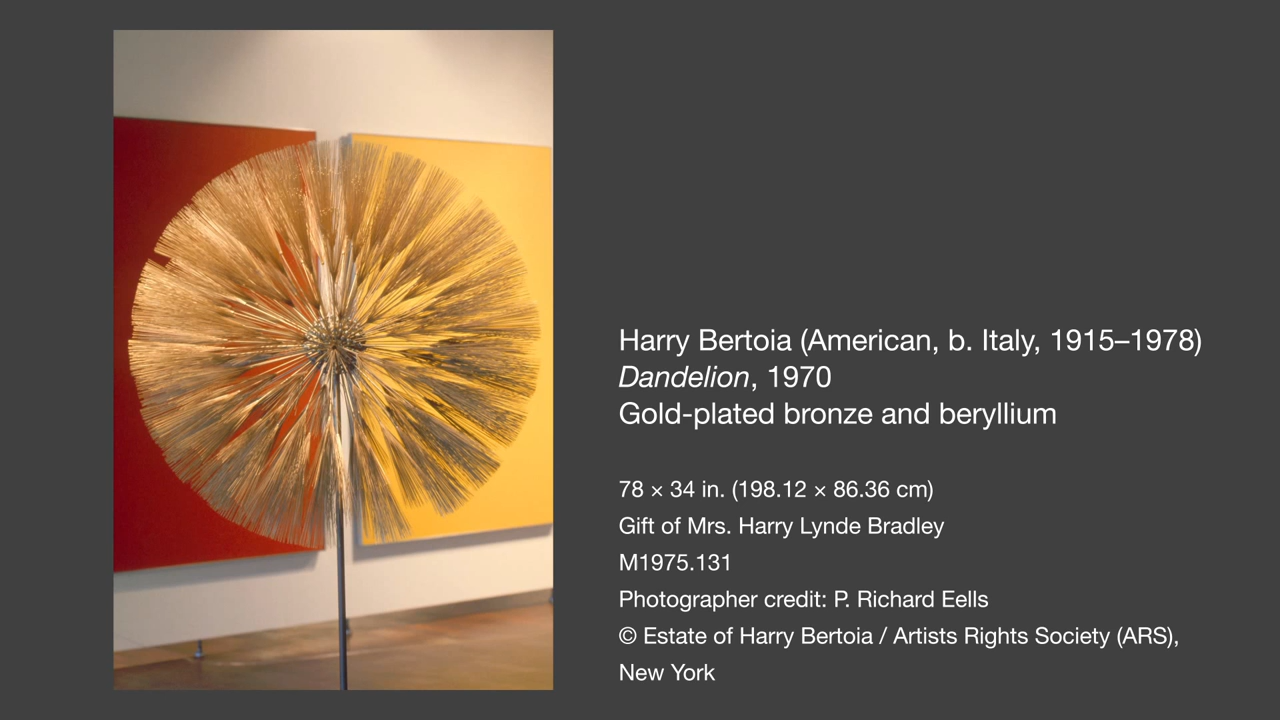 Harry Bertoia (American, b. Italy, 1915–1978)
Dandelion, 1970
Gold-plated bronze and beryllium
78 × 34 in. (198.12 × 86.36 cm)
Gift of Mrs. Harry Lynde Bradley
M1975.131
Photographer credit: P. Richard Eells
© Estate of Harry Bertoia / Artists Rights Society (ARS),
New York